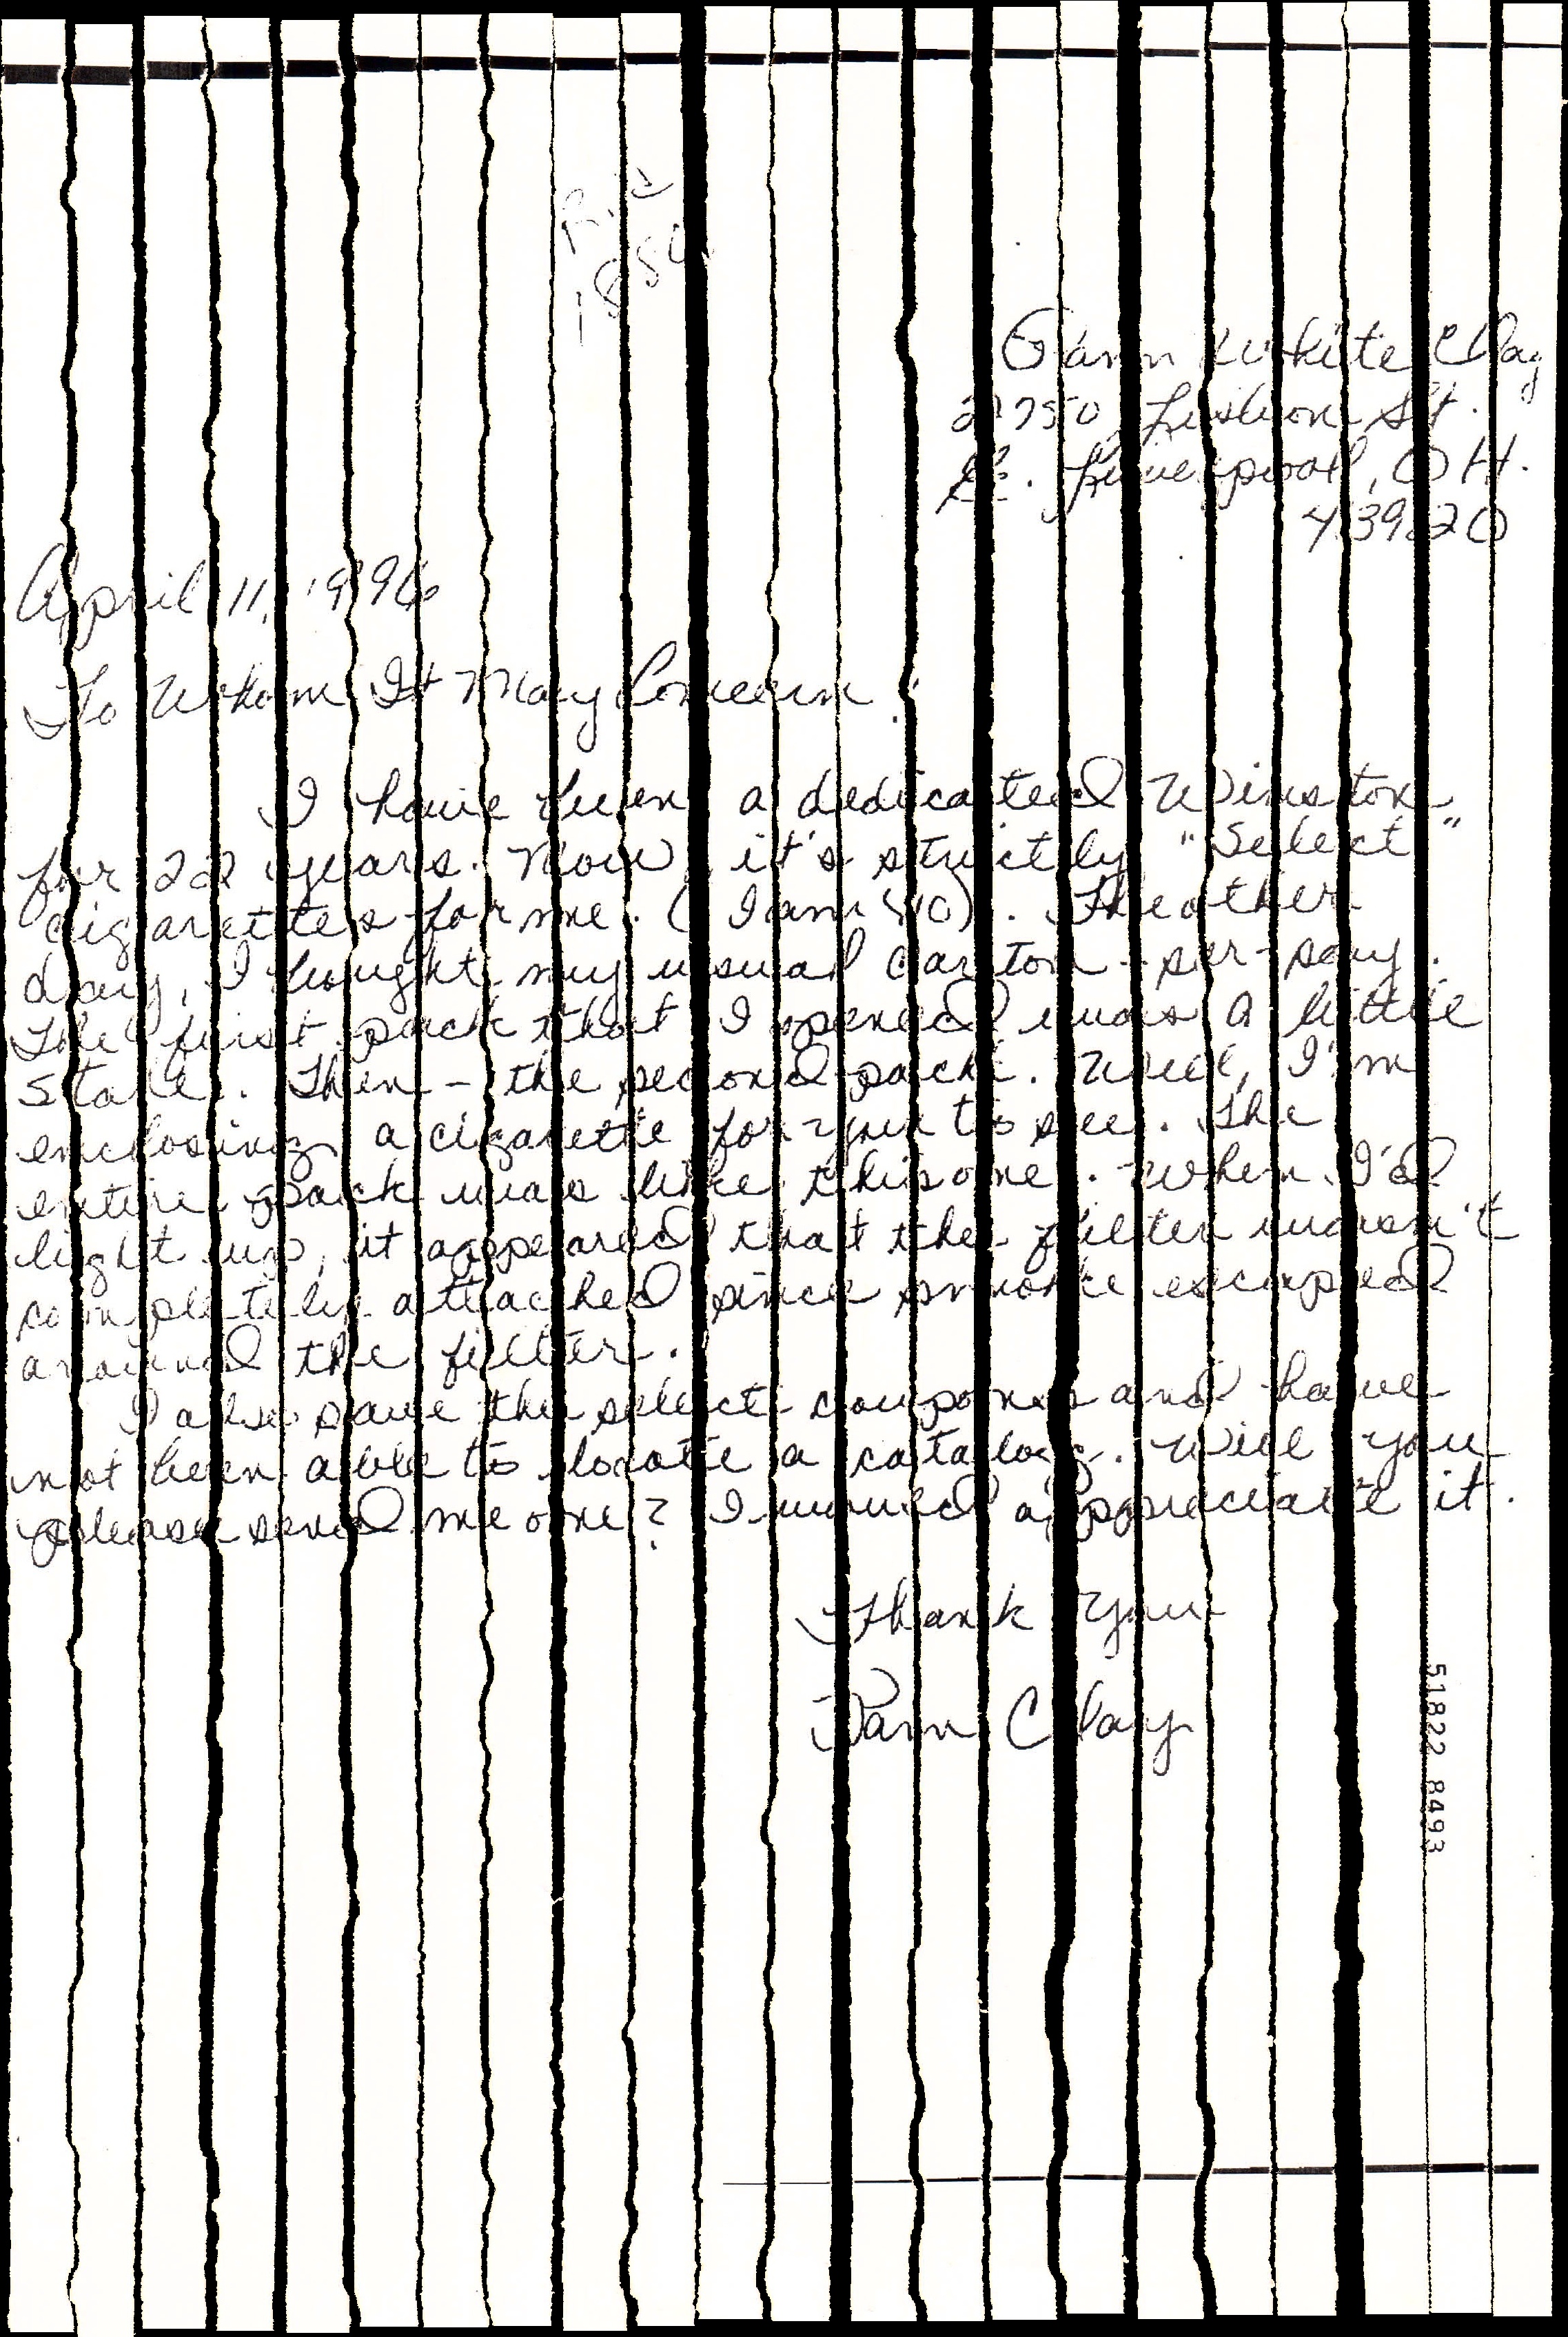 Pam White Clay
Lisbon St.
E. Liverpool, OH.
43920
April 11, 1996
To Whom It May Concern:
I have been a dedicated Winston
for 22 years. Now, it's strictly "Select"
cigarettes for me. (I am 40). The other
day, I bought my usual carton-per-pay.
The first pack that I opened was a little
stale. Then - the second pack. Well, I'm
enclosing a cigarette for you to see. The
entire pack was like this one. When I'd
light up, it appeared that the filter wasn't
completely attached since smoke escaped
around the filter.
I also save the select coupons and have
not been able to locate a catalog. Will you
please send me one? I would appreciate it.
Thank You
Pam Clay
51822 8493